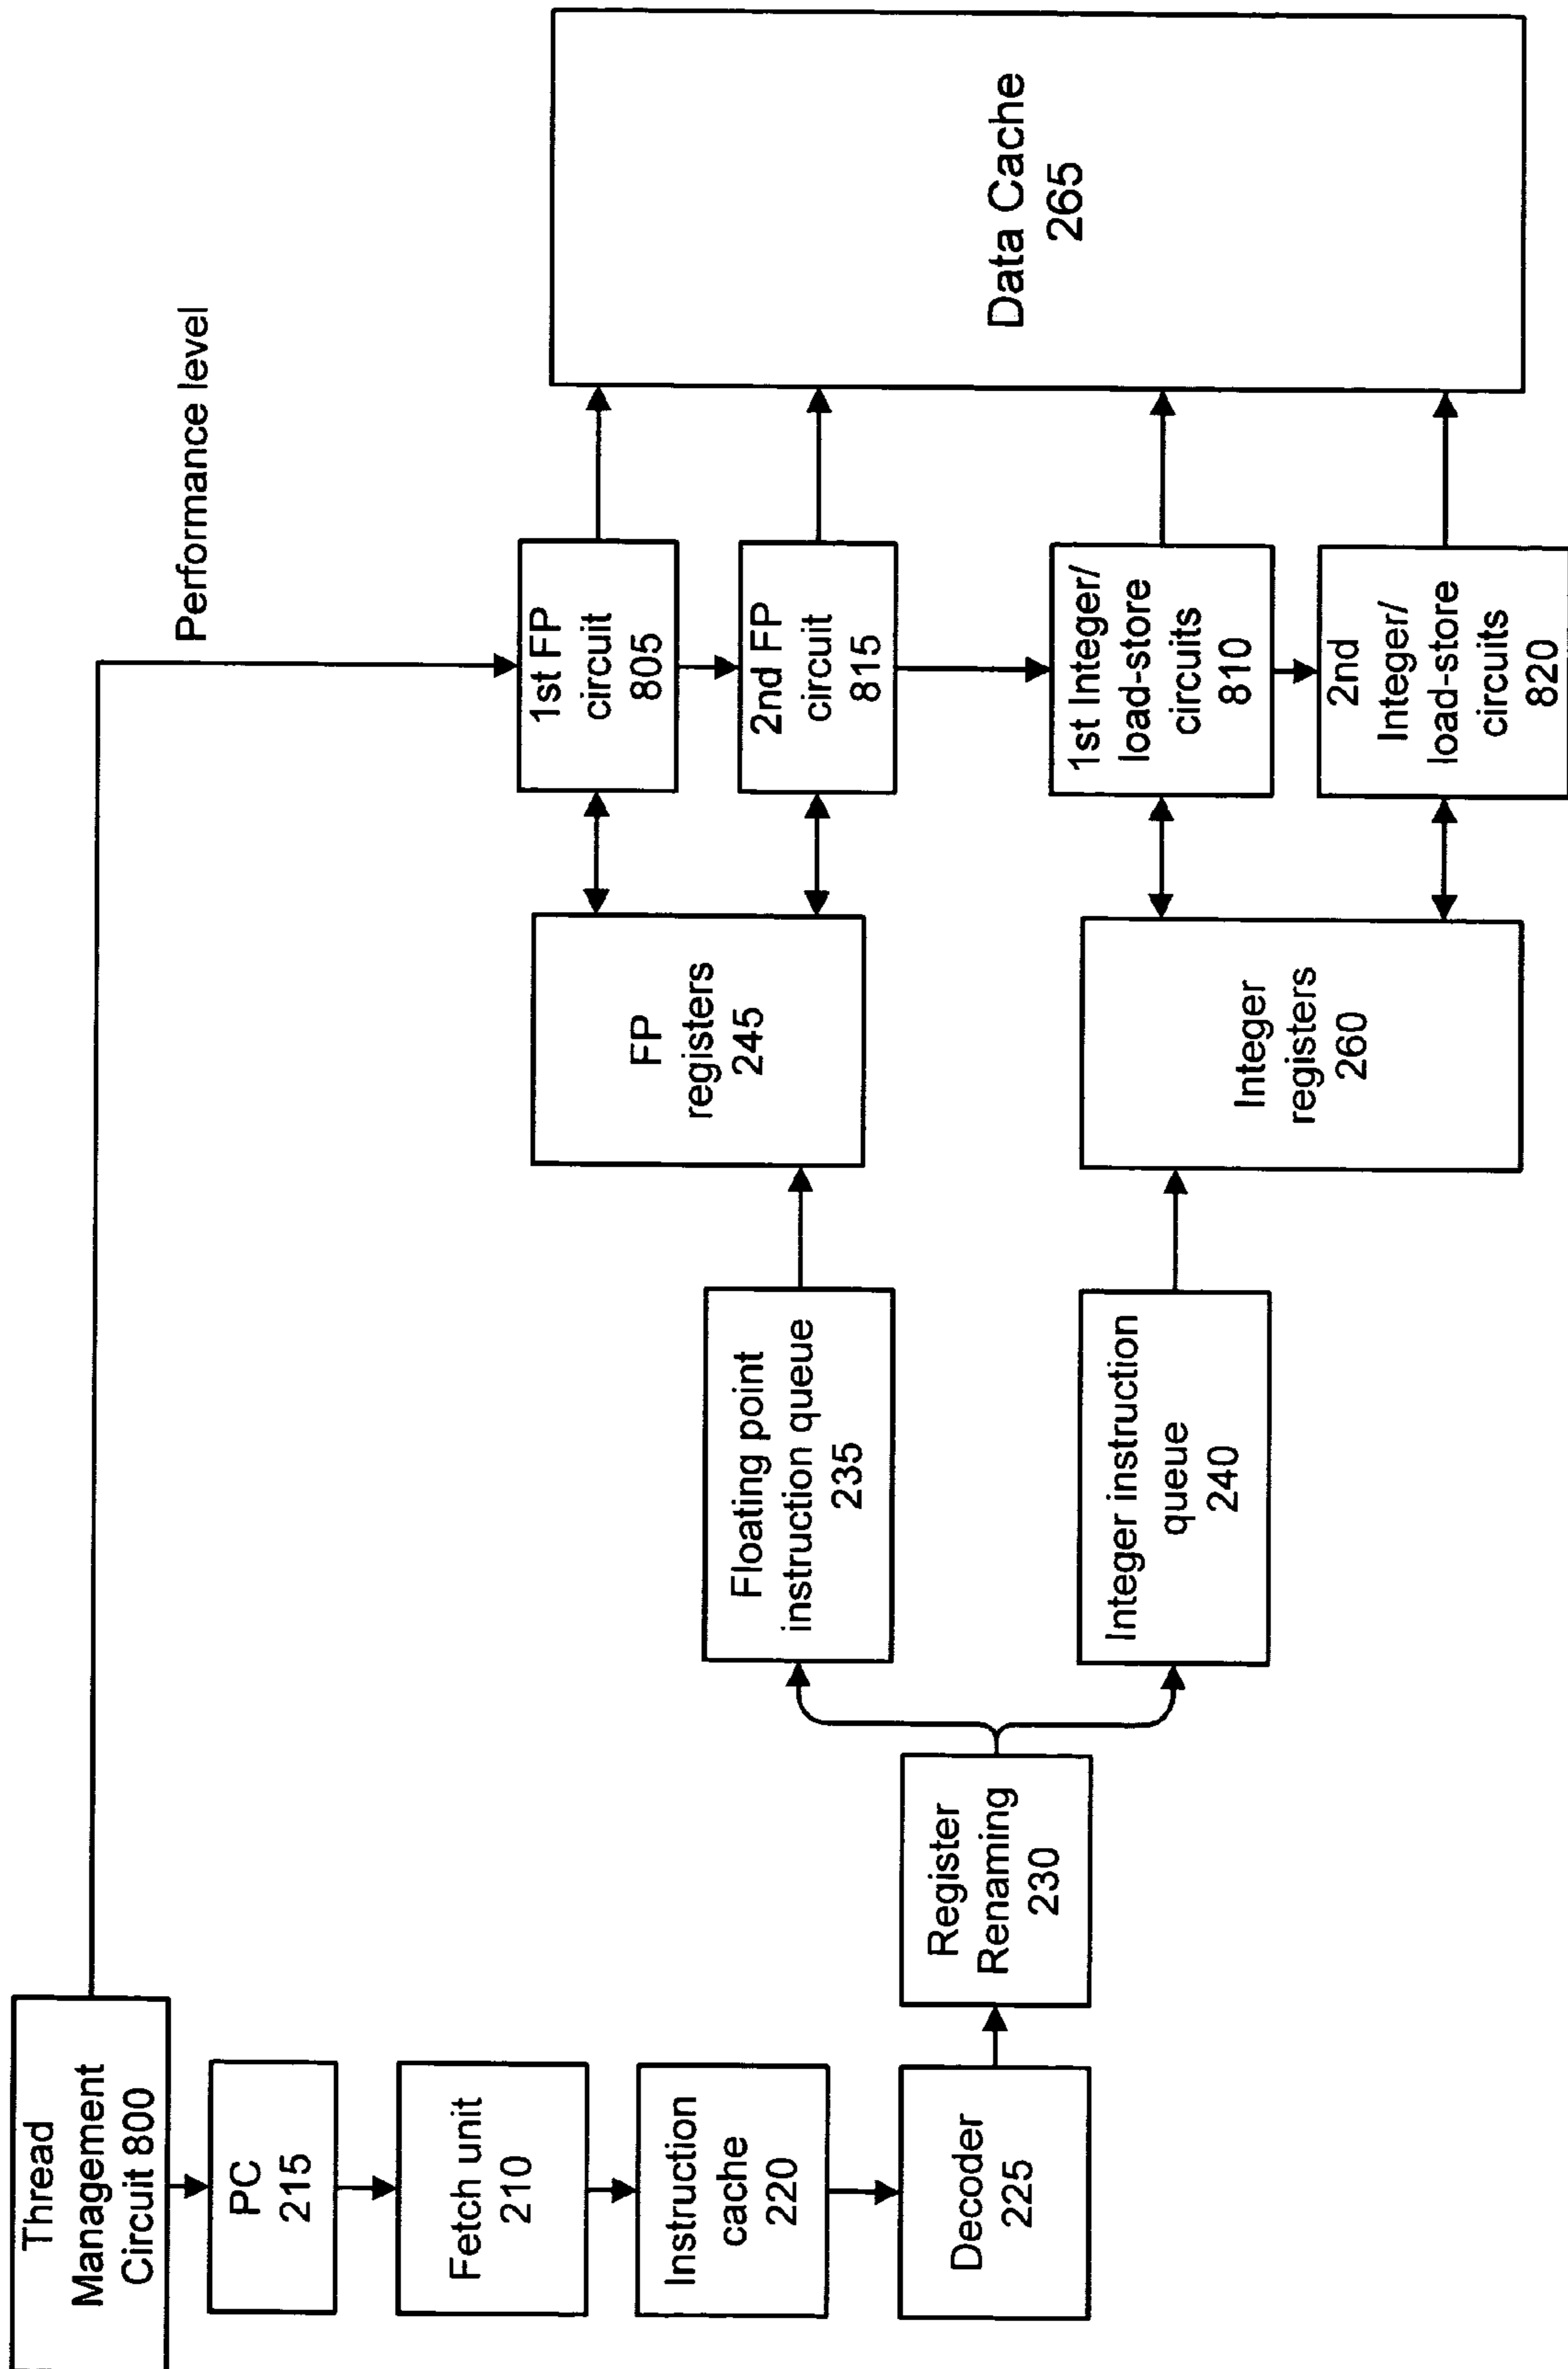 Thread
Management
Circuit 800
PC
215
Fetch unit
210
Instruction
cache
220
Decoder
225
Register
Renaming
230
Floating point
instruction queue
235
Integer instruction
queue
240
FP
registers
245
Integer
registers
260
Performance level
1st FP
circuit
805
2nd FP
circuit
815
1st Integer/
load-store
circuits
810
2nd
Integer/
load-store
circuits
820
Data Cache
265